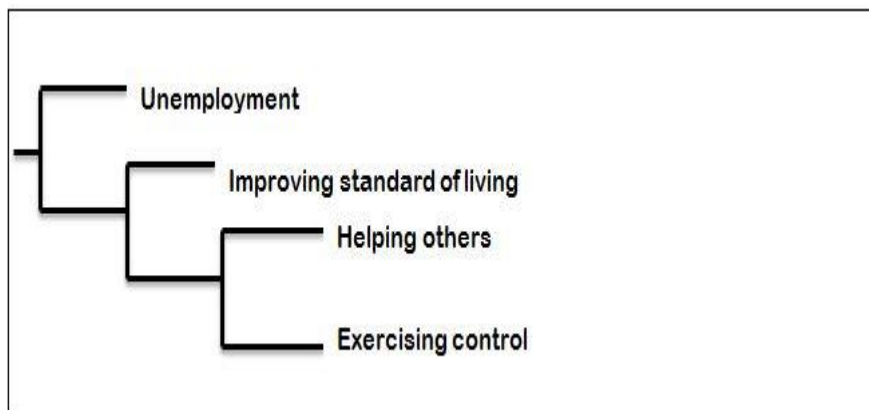 Unemployment
Improving standard of living
Helping others
Exercising control